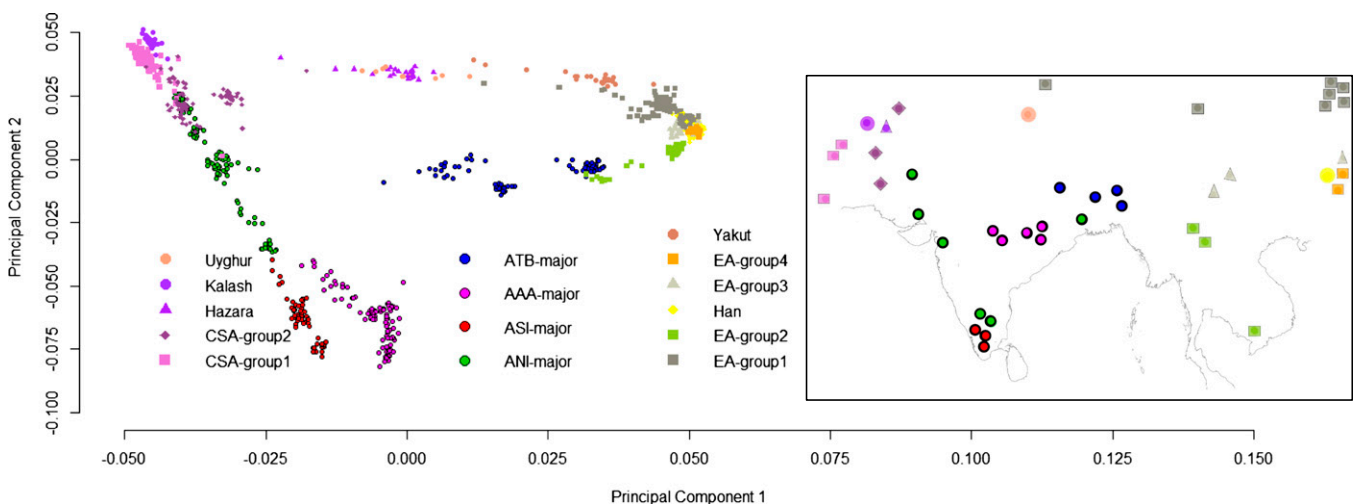 0.050
0.025
0.000
-0.025
-0.050
-0.075
-0.100
Principal Component 2
Uyghur
Kalash
Hazara
CSA-group2
CSA-group1
ATB-major
AAA-major
ASI-major
ANI-major
Yakut
EA-group4
EA-group3
Han
EA-group2
EA-group1
-0.050 -0.025 0.000 0.025 0.050 0.075 0.100 0.125 0.150
Principal Component 1